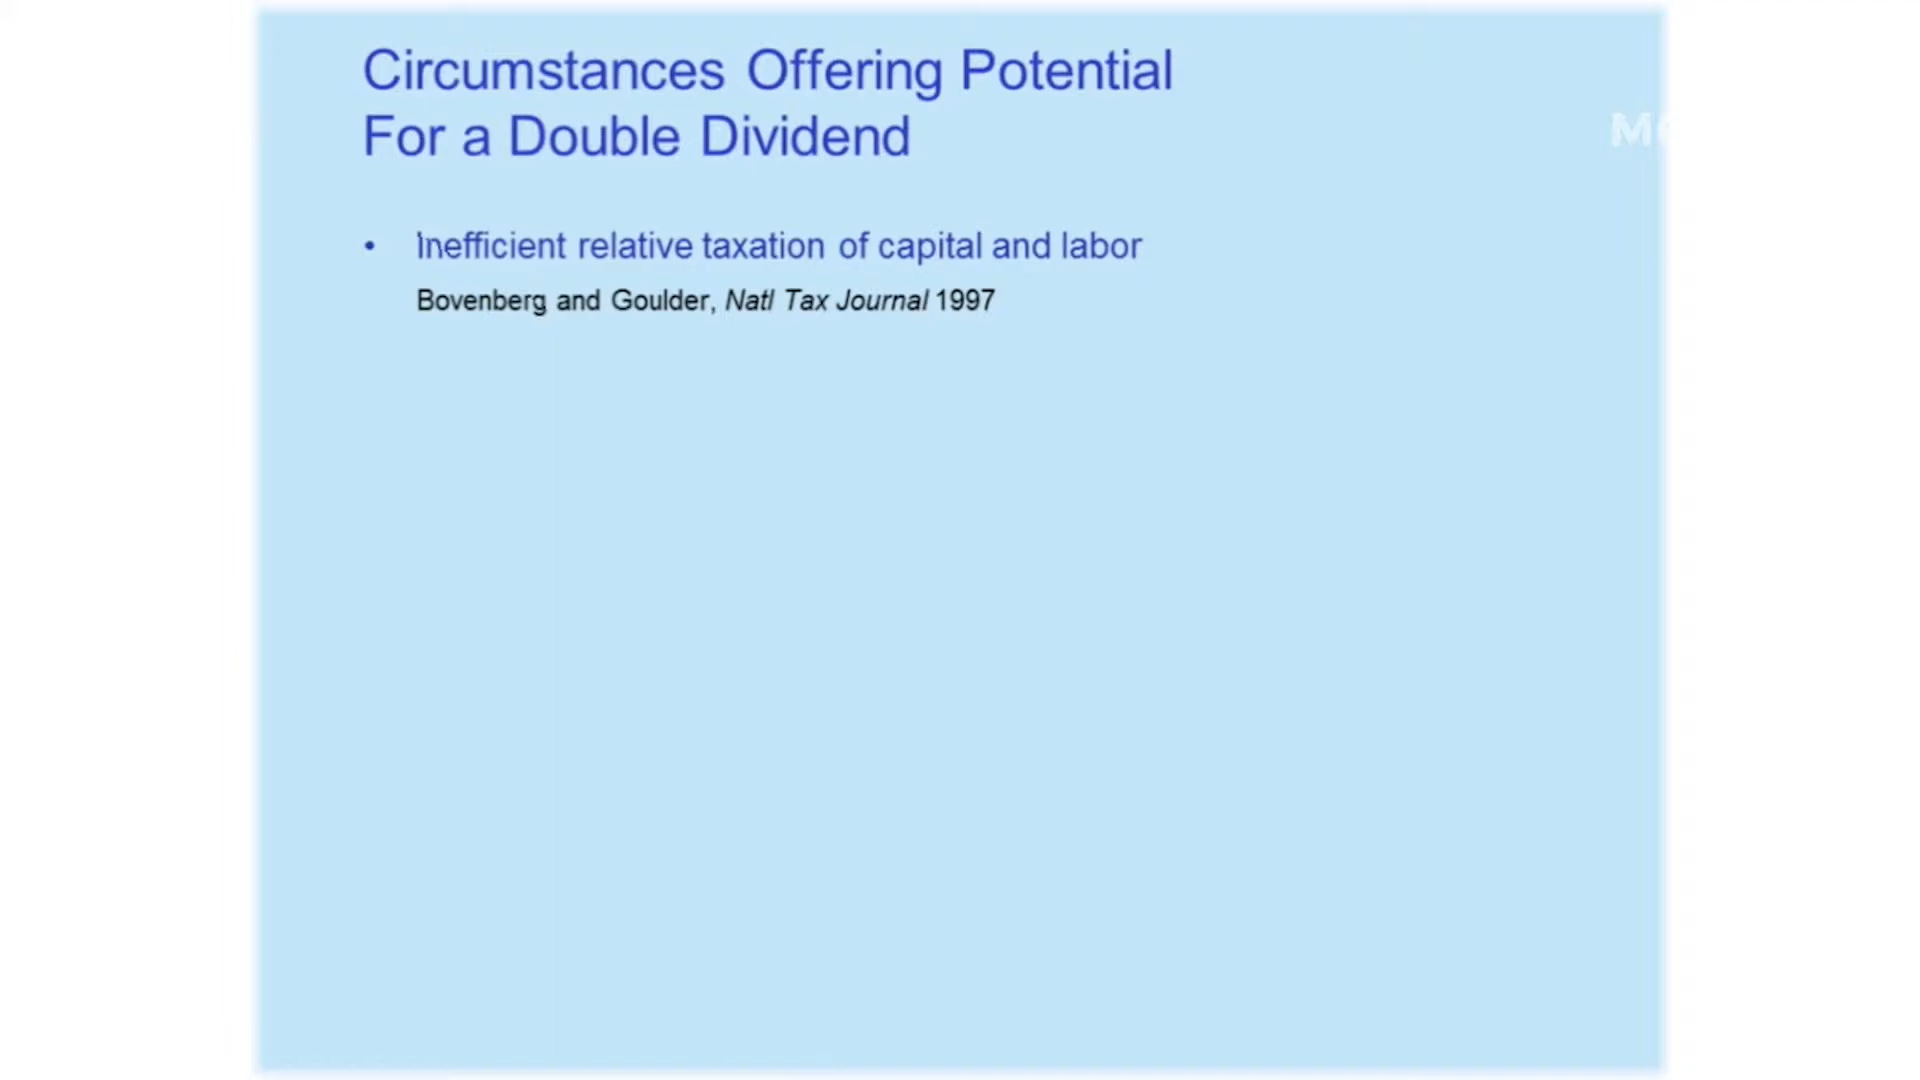 Circumstances Offering Potential
For a Double Dividend
• Inefficient relative taxation of capital and labor
Bovenberg and Goulder, Natl Tax Journal 1997